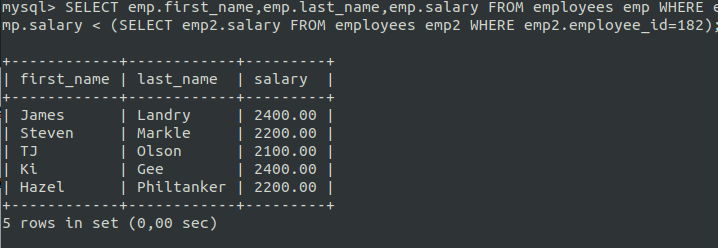 mysql> SELECT emp.first_name,emp.last_name,emp.salary FROM employees emp WHERE e
mp.salary < (SELECT emp2.salary FROM employees emp2 WHERE emp2.employee_id=182);
+------------+------------+---------+
| first_name | last_name  | salary  |
+------------+------------+---------+
| James      | Landry     | 2400.00 |
| Steven     | Markle     | 2200.00 |
| TJ         | Olson      | 2100.00 |
| Ki         | Gee        | 2400.00 |
| Hazel      | Philtanker | 2200.00 |
+------------+------------+---------+
5 rows in set (0,00 sec)